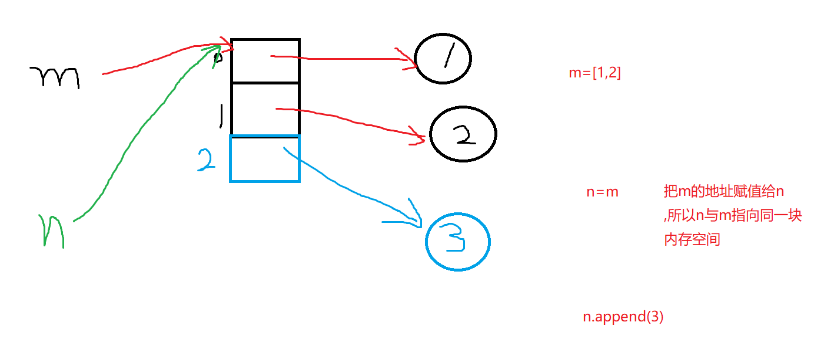 m
0
1
m=[1,2]
1
2
2
n=m
把m的地址赋值给n
,所以n与m指向同一块
内存空间
n
3
n.append(3)